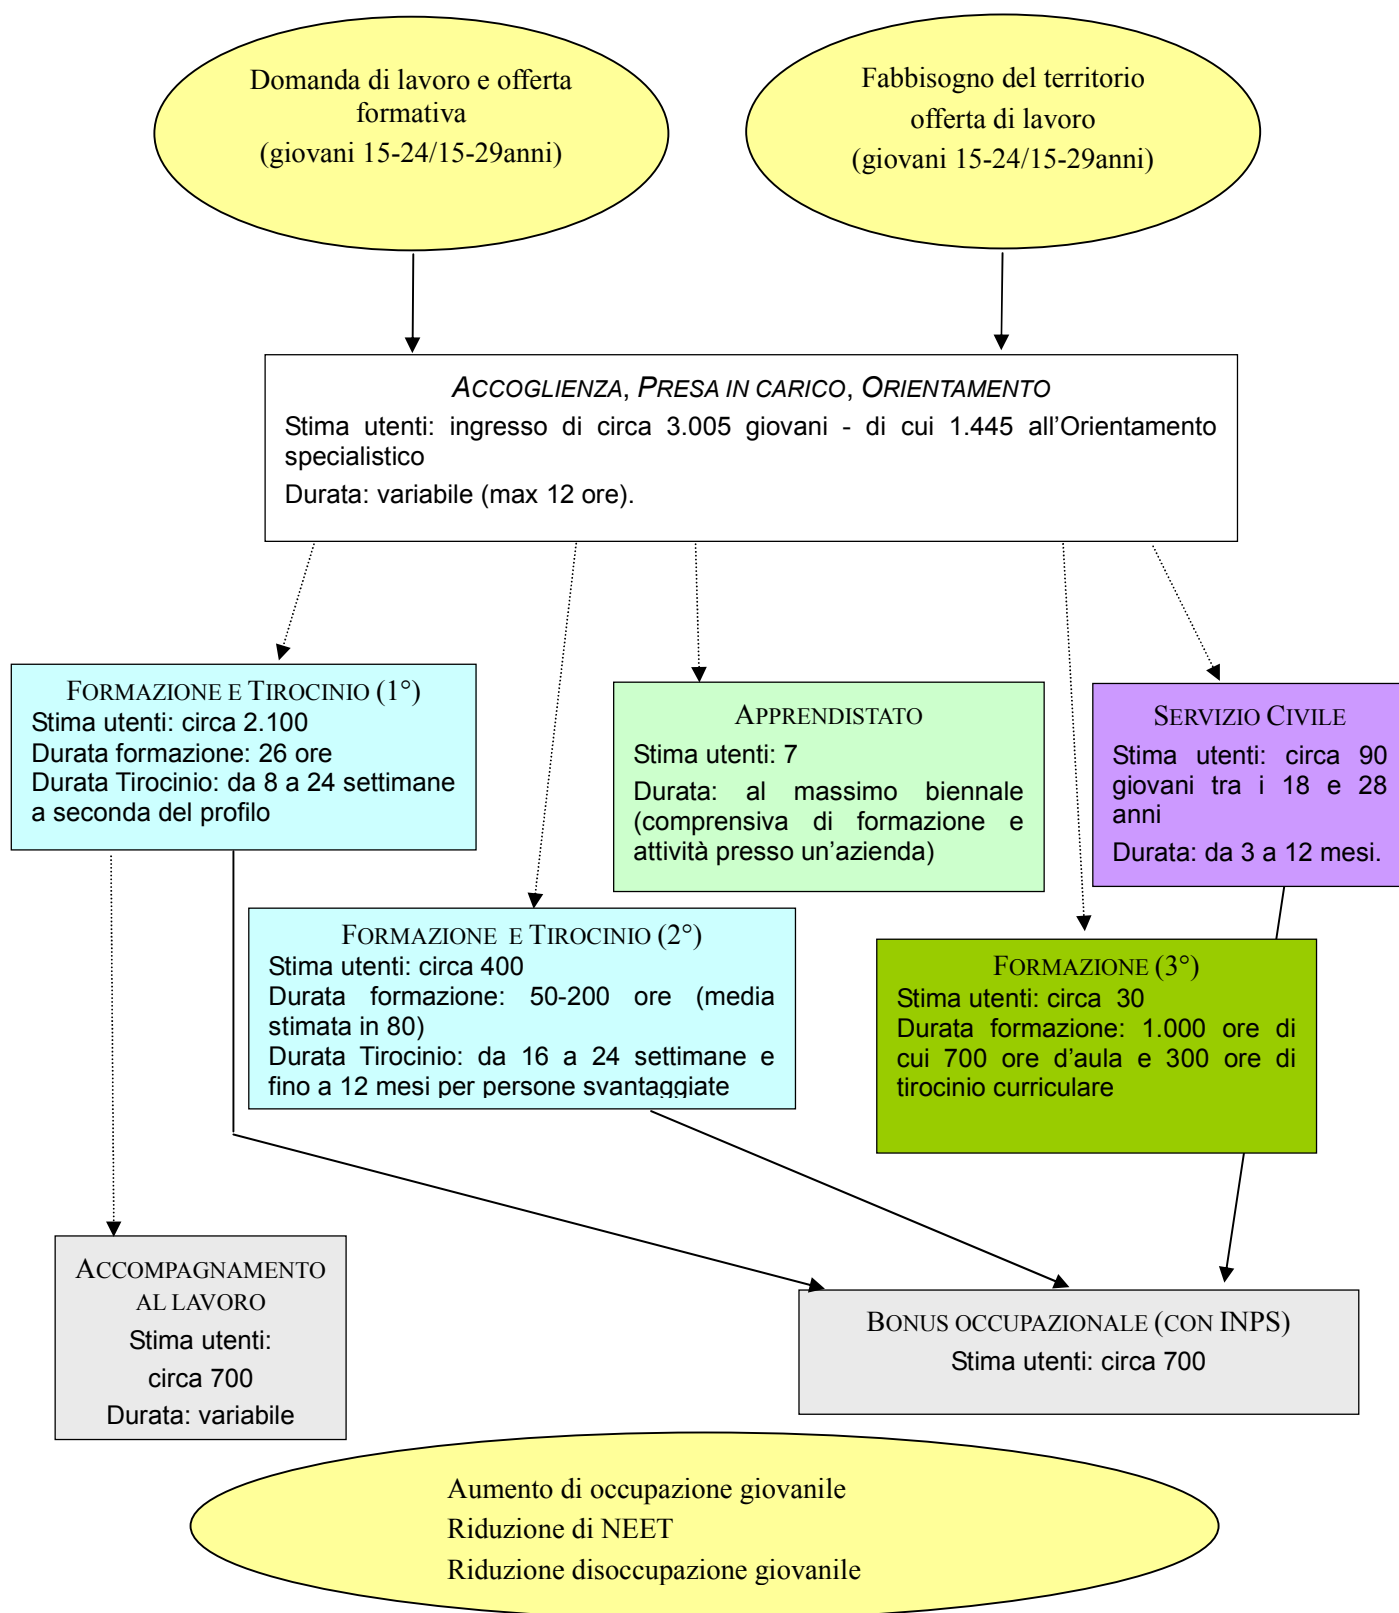 Domanda di lavoro e offerta
formativa
(giovani 15-24/15-29anni)
Fabbisogno del territorio
offerta di lavoro
(giovani 15-24/15-29anni)
ACCOGLIENZA, PRESA IN CARICO, ORIENTAMENTO
Stima utenti: ingresso di circa 3.005 giovani - di cui 1.445 all'Orientamento
specialistico
Durata: variabile (max 12 ore).
FORMAZIONE E TIROCINIO (1°)
Stima utenti: circa 2.100
Durata formazione: 26 ore
Durata Tirocinio: da 8 a 24 settimane
a seconda del profilo
APPRENDISTATO
Stima utenti: 7
Durata: al massimo biennale
(comprensiva di formazione e
attività presso un'azienda)
SERVIZIO CIVILE
Stima utenti: circa 90
giovani tra i 18 e 28
anni
Durata: da 3 a 12 mesi.
FORMAZIONE E TIROCINIO (2°)
Stima utenti: circa 400
Durata formazione: 50-200 ore (media
stimata in 80)
Durata Tirocinio: da 16 a 24 settimane e
fino a 12 mesi per persone svantaggiate
FORMAZIONE (3°)
Stima utenti: circa 30
Durata formazione: 1.000 ore di
cui 700 ore d'aula e 300 ore di
tirocinio curriculare
ACCOMPAGNAMENTO
AL LAVORO
Stima utenti:
circa 700
Durata: variabile
BONUS OCCUPAZIONALE (CON INPS)
Stima utenti: circa 700
Aumento di occupazione giovanile
Riduzione di NEET
Riduzione disoccupazione giovanile